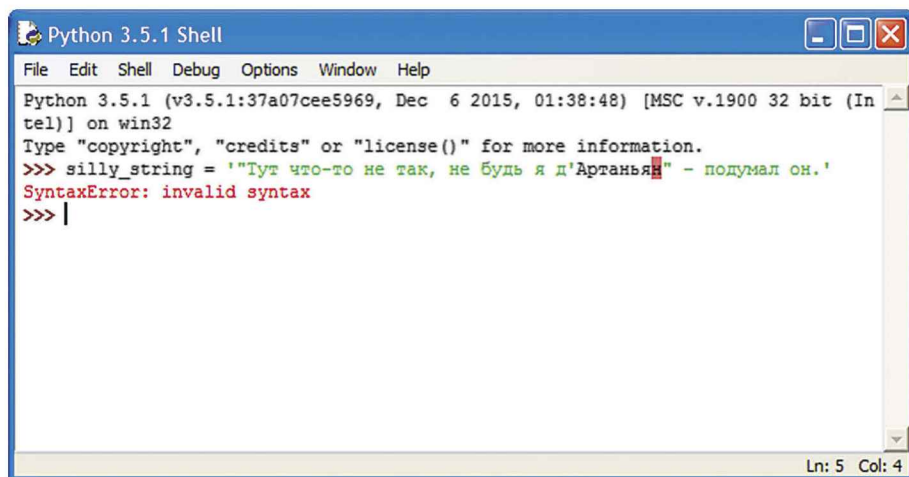 Python 3.5.1 Shell
File Edit Shell Debug Options Window Help
Python 3.5.1 (v3.5.1:37a07cee5969, Dec  6 2015, 01:38:48) [MSC v.1900 32 bit (In
tel)] on win32
Type "copyright", "credits" or "license()" for more information.
>>> silly_string = '"Тут что-то не так, не будь я д'Артаньян" - подумал он.'
SyntaxError: invalid syntax
>>>
Ln: 5 Col: 4